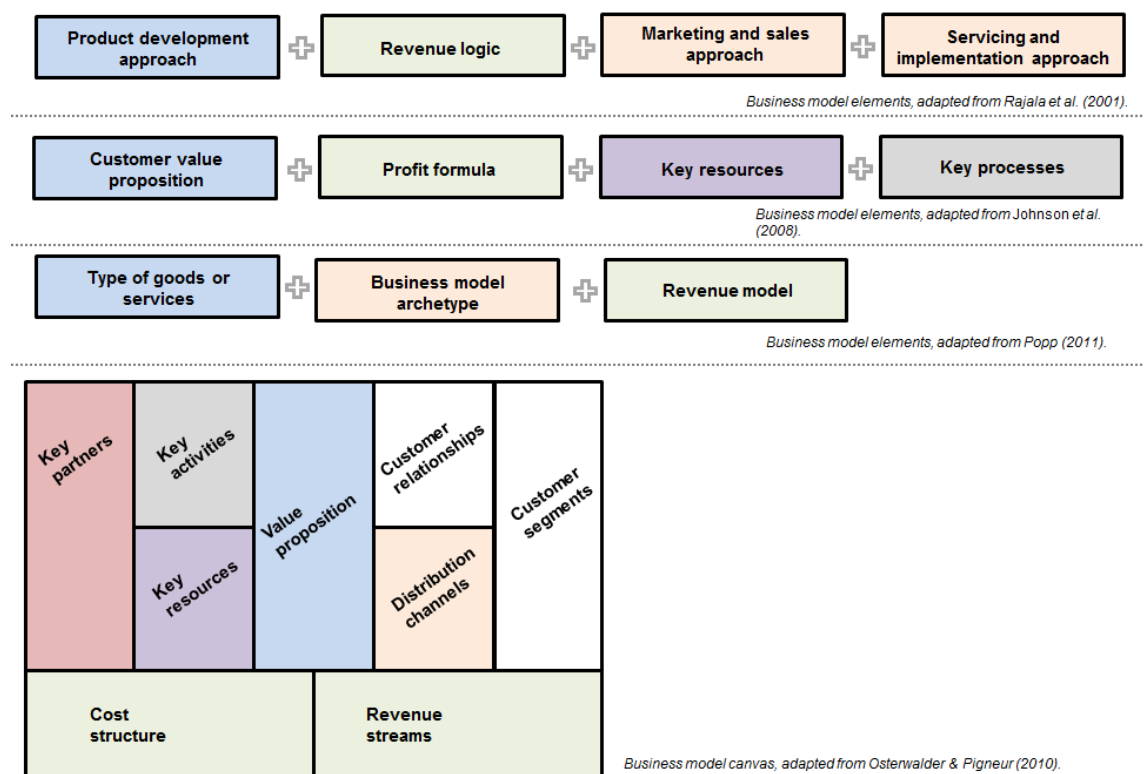 Product development
approach
Revenue logic
Marketing and sales
approach
Servicing and
implementation approach
Business model elements, adapted from Rajala et al. (2001).
Customer value
proposition
Profit formula
Key resources
Key processes
Business model elements, adapted from Johnson et al.
(2008).
Type of goods or
services
Business model
archetype
Revenue model
Business model elements, adapted from Popp (2011).
Key
partners
Key
activities
Key
resources
Value
proposition
Customer
relationships
Distribution
channels
Customer
segments
Cost
structure
Revenue
streams
Business model canvas, adapted from Osterwalder & Pigneur (2010).